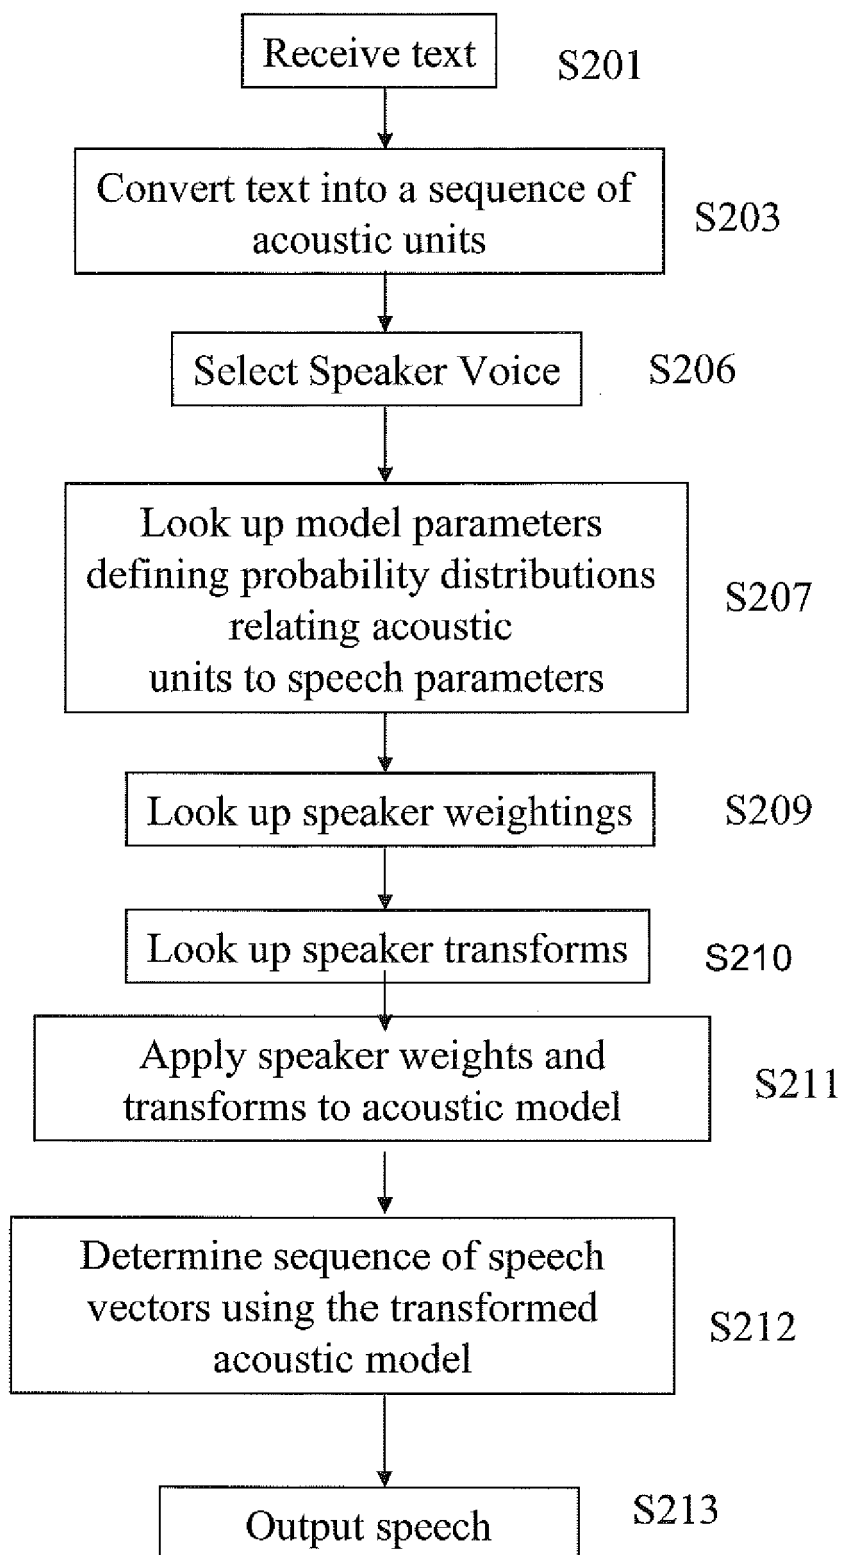 Receive text
S201
Convert text into a sequence of
acoustic units
S203
Select Speaker Voice
S206
Look up model parameters
defining probability distributions
relating acoustic
units to speech parameters
S207
Look up speaker weightings
S209
Look up speaker transforms
S210
Apply speaker weights and
transforms to acoustic model
S211
Determine sequence of speech
vectors using the transformed
acoustic model
S212
Output speech
S213